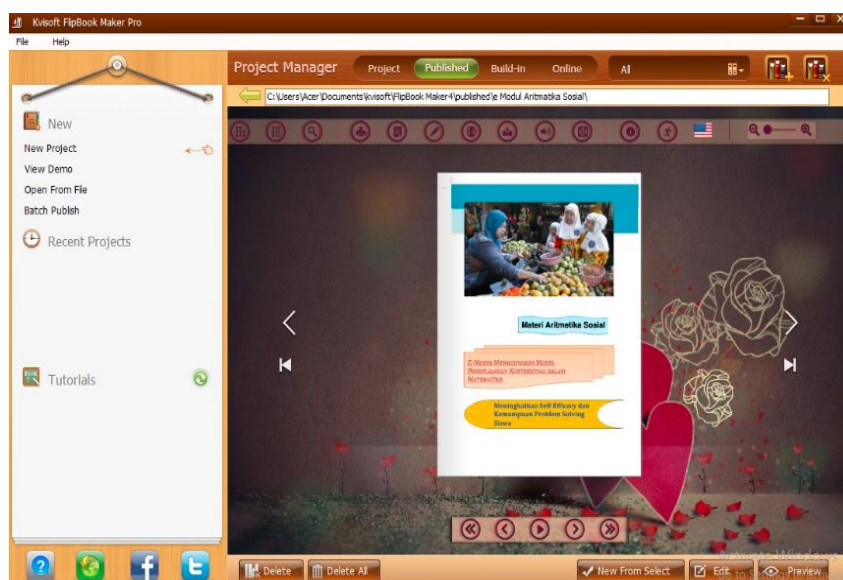 Kvisoft FlipBook Maker Pro
File Help
Project Manager Project Published Build-in Online All
C:\Users\Acer\Documents\kvisoft\FlipBook Maker4\published\e Modul Aritmatika Sosial\
New
New Project
View Demo
Open From File
Batch Publish
Recent Projects
Tutorials
Materi Aritmetika Sosial
E-Modul Menggunakan Model
Pembelajaran Kontekstual dalam
Matematika
Meningkatkan Self-Efficacy dan
Kemampuan Problem Solving
Siswa
Activate Windows
Delete Delete All New From Select Edit Preview